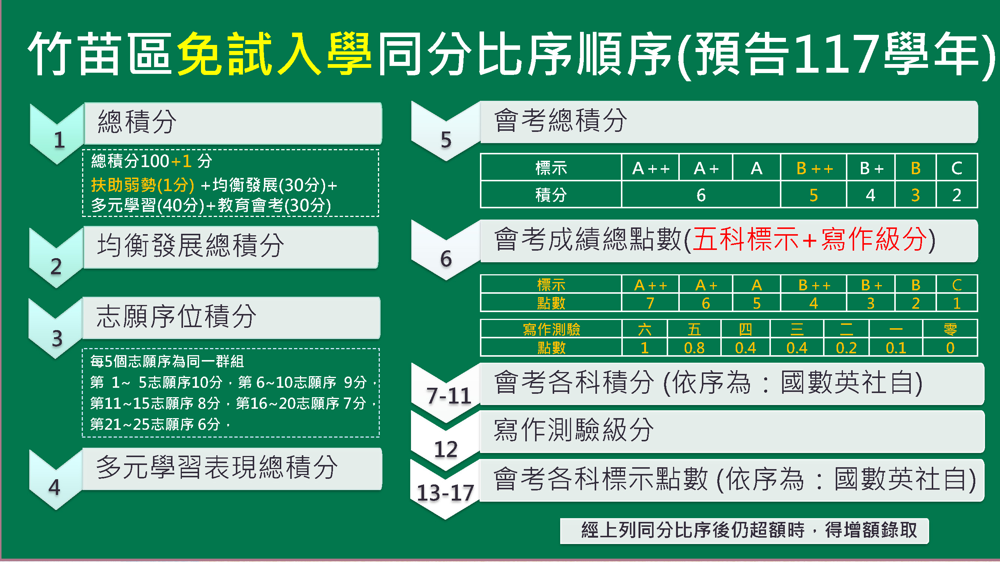 竹苗區免試入學同分比序順序(預告117學年)
1
總積分
總積分100+1 分
扶助弱勢(1分) +均衡發展(30分)+
多元學習(40分)+教育會考(30分)
2
均衡發展總積分
3
志願序位積分
每5個志願序為同一群組
第 1~ 5志願序10分，第 6~10志願序 9分，
第11~15志願序 8分，第16~20志願序 7分，
第21~25志願序 6分，
4
多元學習表現總積分
5
會考總積分
標示 A++ A+ A B++ B+ B C
積分 6 5 4 3 2
6
會考成績總點數(五科標示+寫作級分)
標示 A++ A+ A B++ B+ B C
點數 7 6 5 4 3 2 1
寫作測驗 六 五 四 三 二 一 零
點數 1 0.8 0.4 0.4 0.2 0.1 0
7-11
會考各科積分 (依序為：國數英社自)
12
寫作測驗級分
13-17
會考各科標示點數 (依序為：國數英社自)
經上列同分比序後仍超額時，得增額錄取